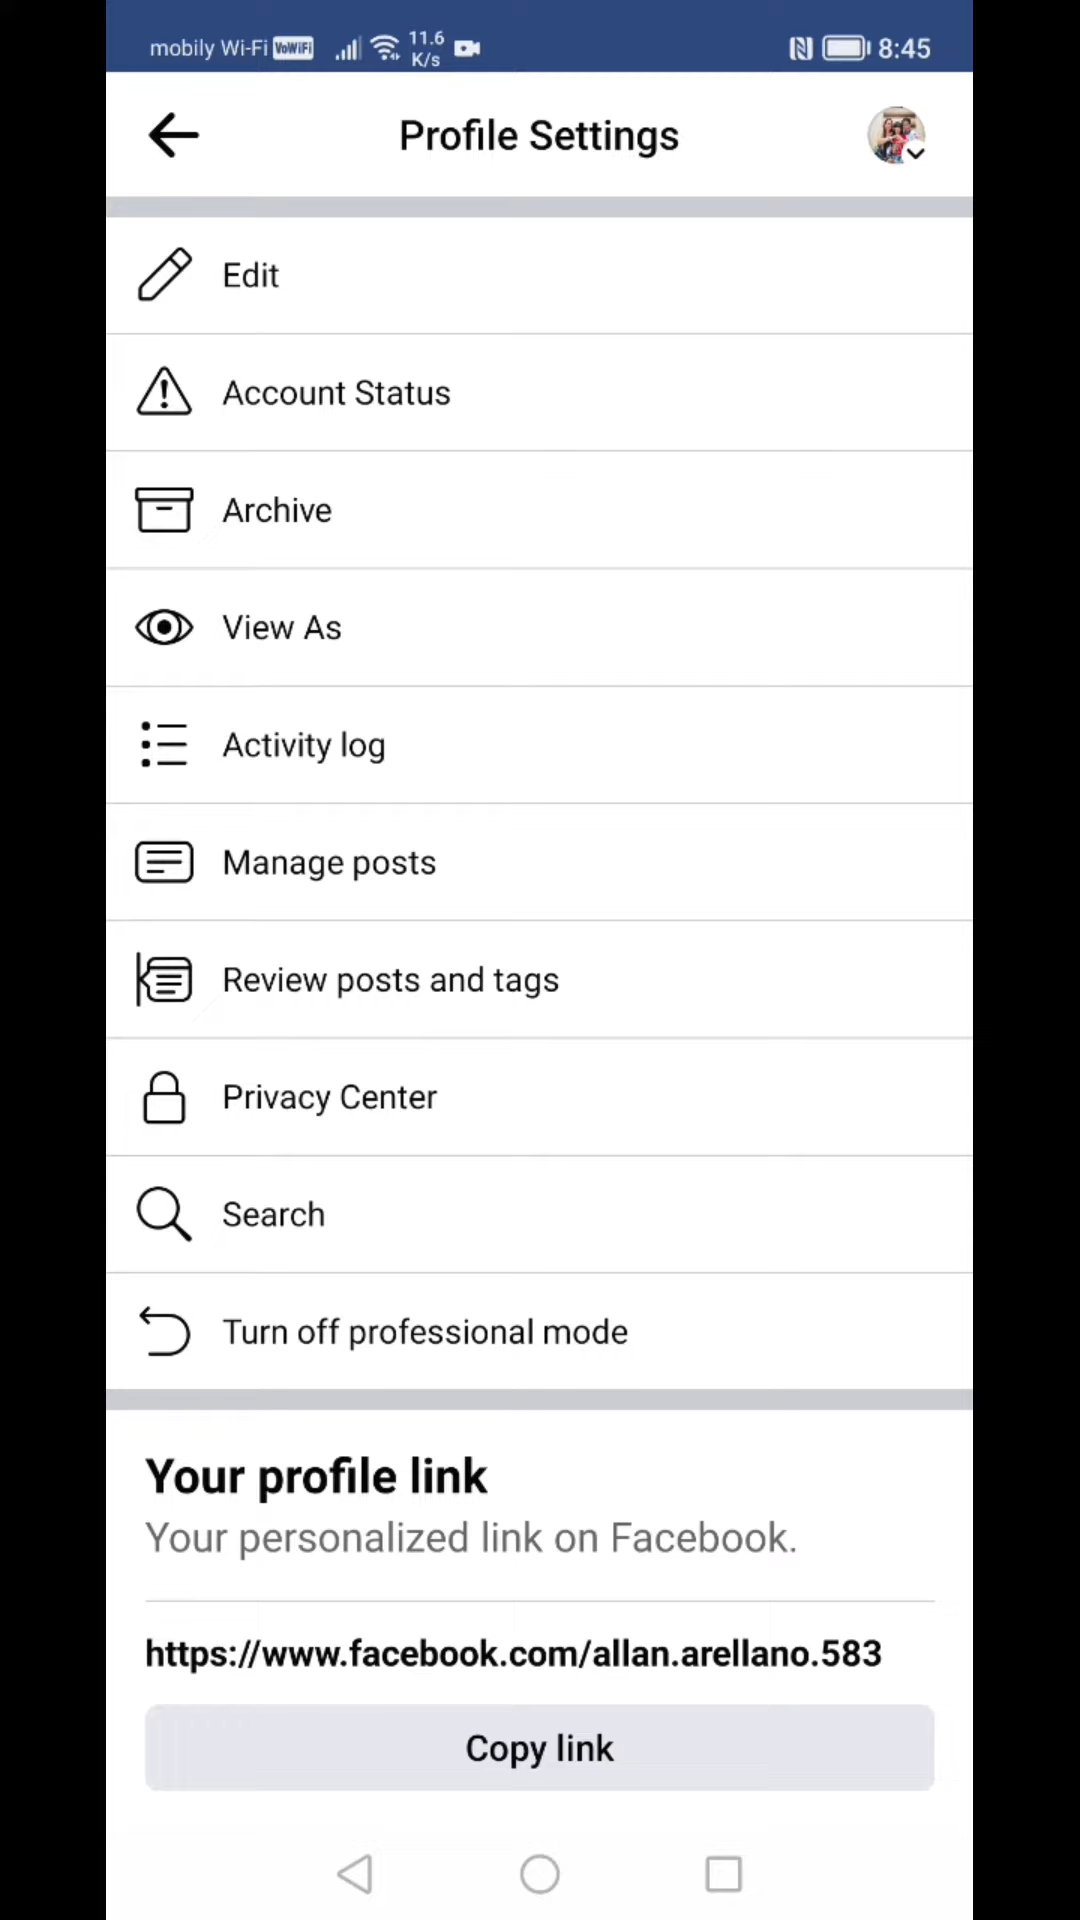 mobily Wi-Fi VoWiFi 11.6 K/s 8:45
Profile Settings
Edit
Account Status
Archive
View As
Activity log
Manage posts
Review posts and tags
Privacy Center
Search
Turn off professional mode
Your profile link
Your personalized link on Facebook.
https://www.facebook.com/allan.arellano.583
Copy link